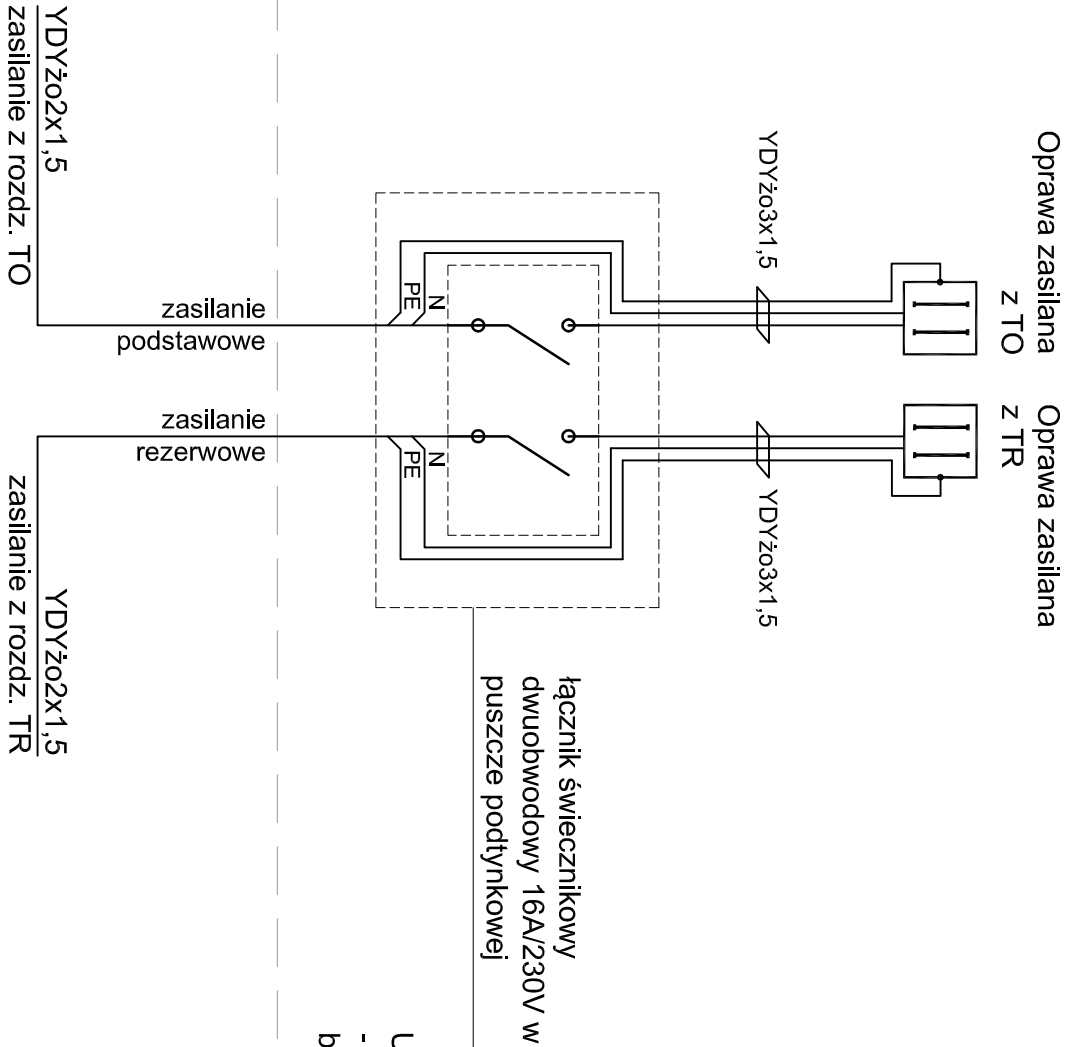 Oprawa zasilana
z TO
Oprawa zasilana
z TR
YDYżo3x1,5
YDYżo3x1,5
N
PE
N
PE
zasilanie
podstawowe
zasilanie
rezerwowe
łącznik świecznikowy
dwuobwodowy 16A/230V w
puszcze podtynkowej
YDYżo2x1,5
zasilanie z rozdz. TO
YDYżo2x1,5
zasilanie z rozdz. TR
U
-
b